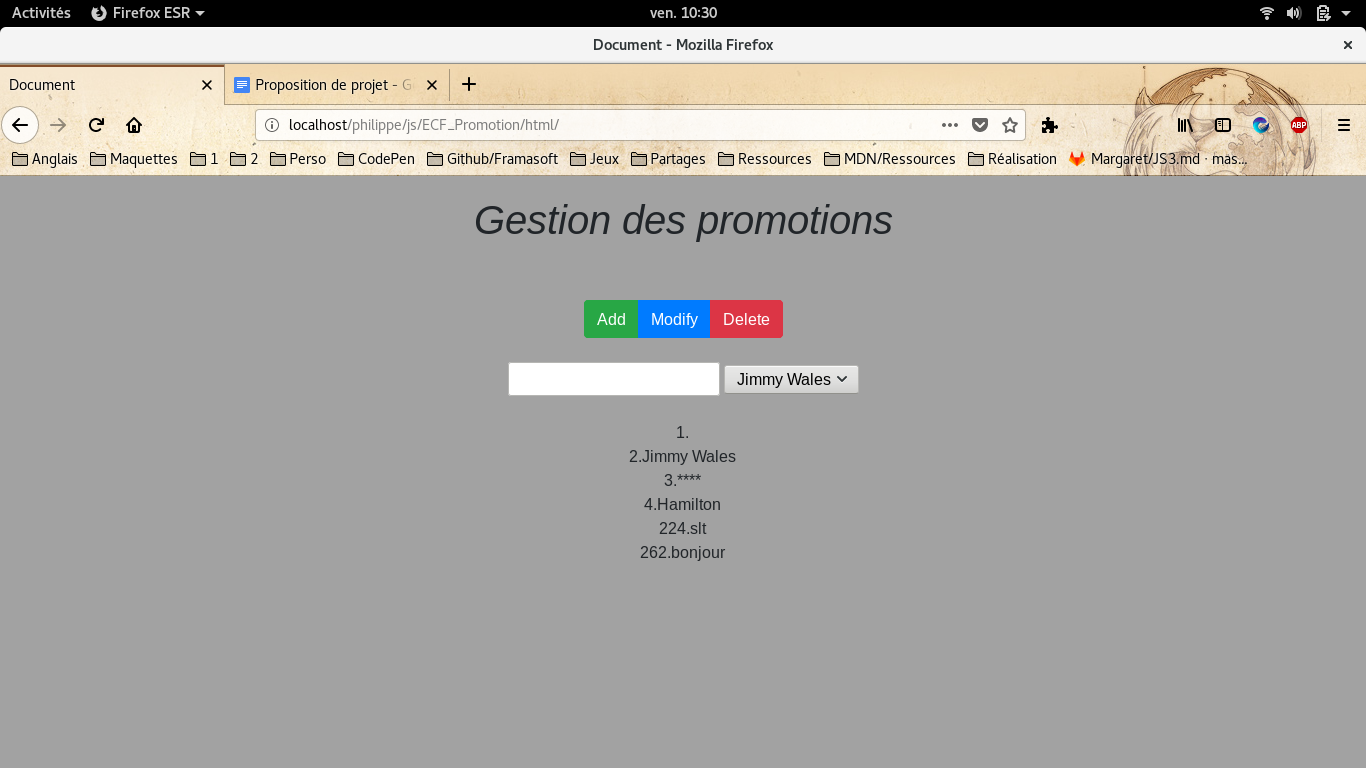 Activités Firefox ESR ven. 10:30
Document - Mozilla Firefox
Document Proposition de projet - G
localhost/philippe/js/ECF_Promotion/html/ ABP
Anglais Maquettes 1 2 Perso CodePen Github/Framasoft Jeux Partages Ressources MDN/Ressources Réalisation Margaret/JS3.md · mas...
Gestion des promotions
Add Modify Delete
Jimmy Wales
1.
2.Jimmy Wales
3.****
4.Hamilton
224.slt
262.bonjour